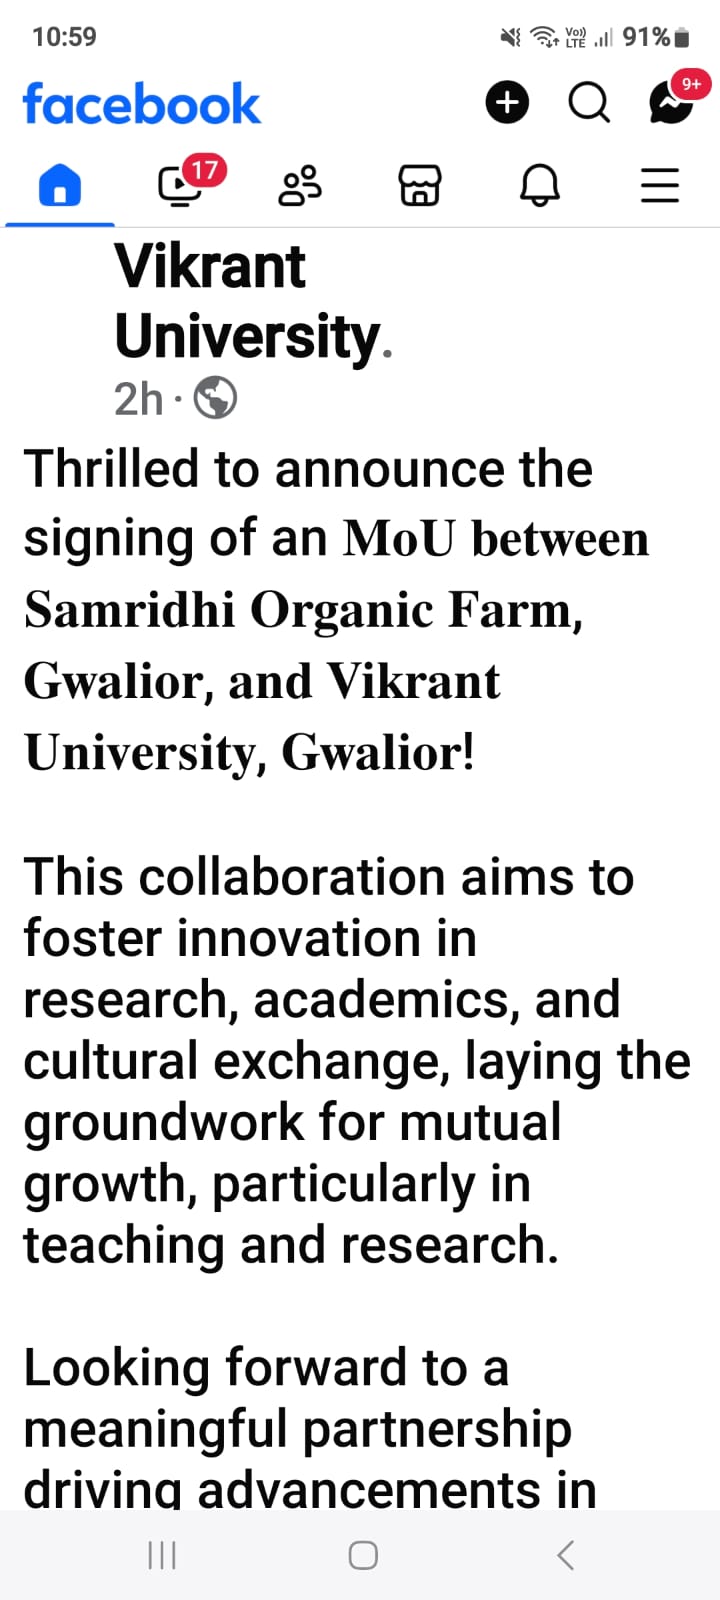 10:59
Vo))
LTE
91%
facebook
9+
17
Vikrant
University.
2h ·
Thrilled to announce the
signing of an MoU between
Samridhi Organic Farm,
Gwalior, and Vikrant
University, Gwalior!
This collaboration aims to
foster innovation in
research, academics, and
cultural exchange, laying the
groundwork for mutual
growth, particularly in
teaching and research.
Looking forward to a
meaningful partnership
driving advancements in